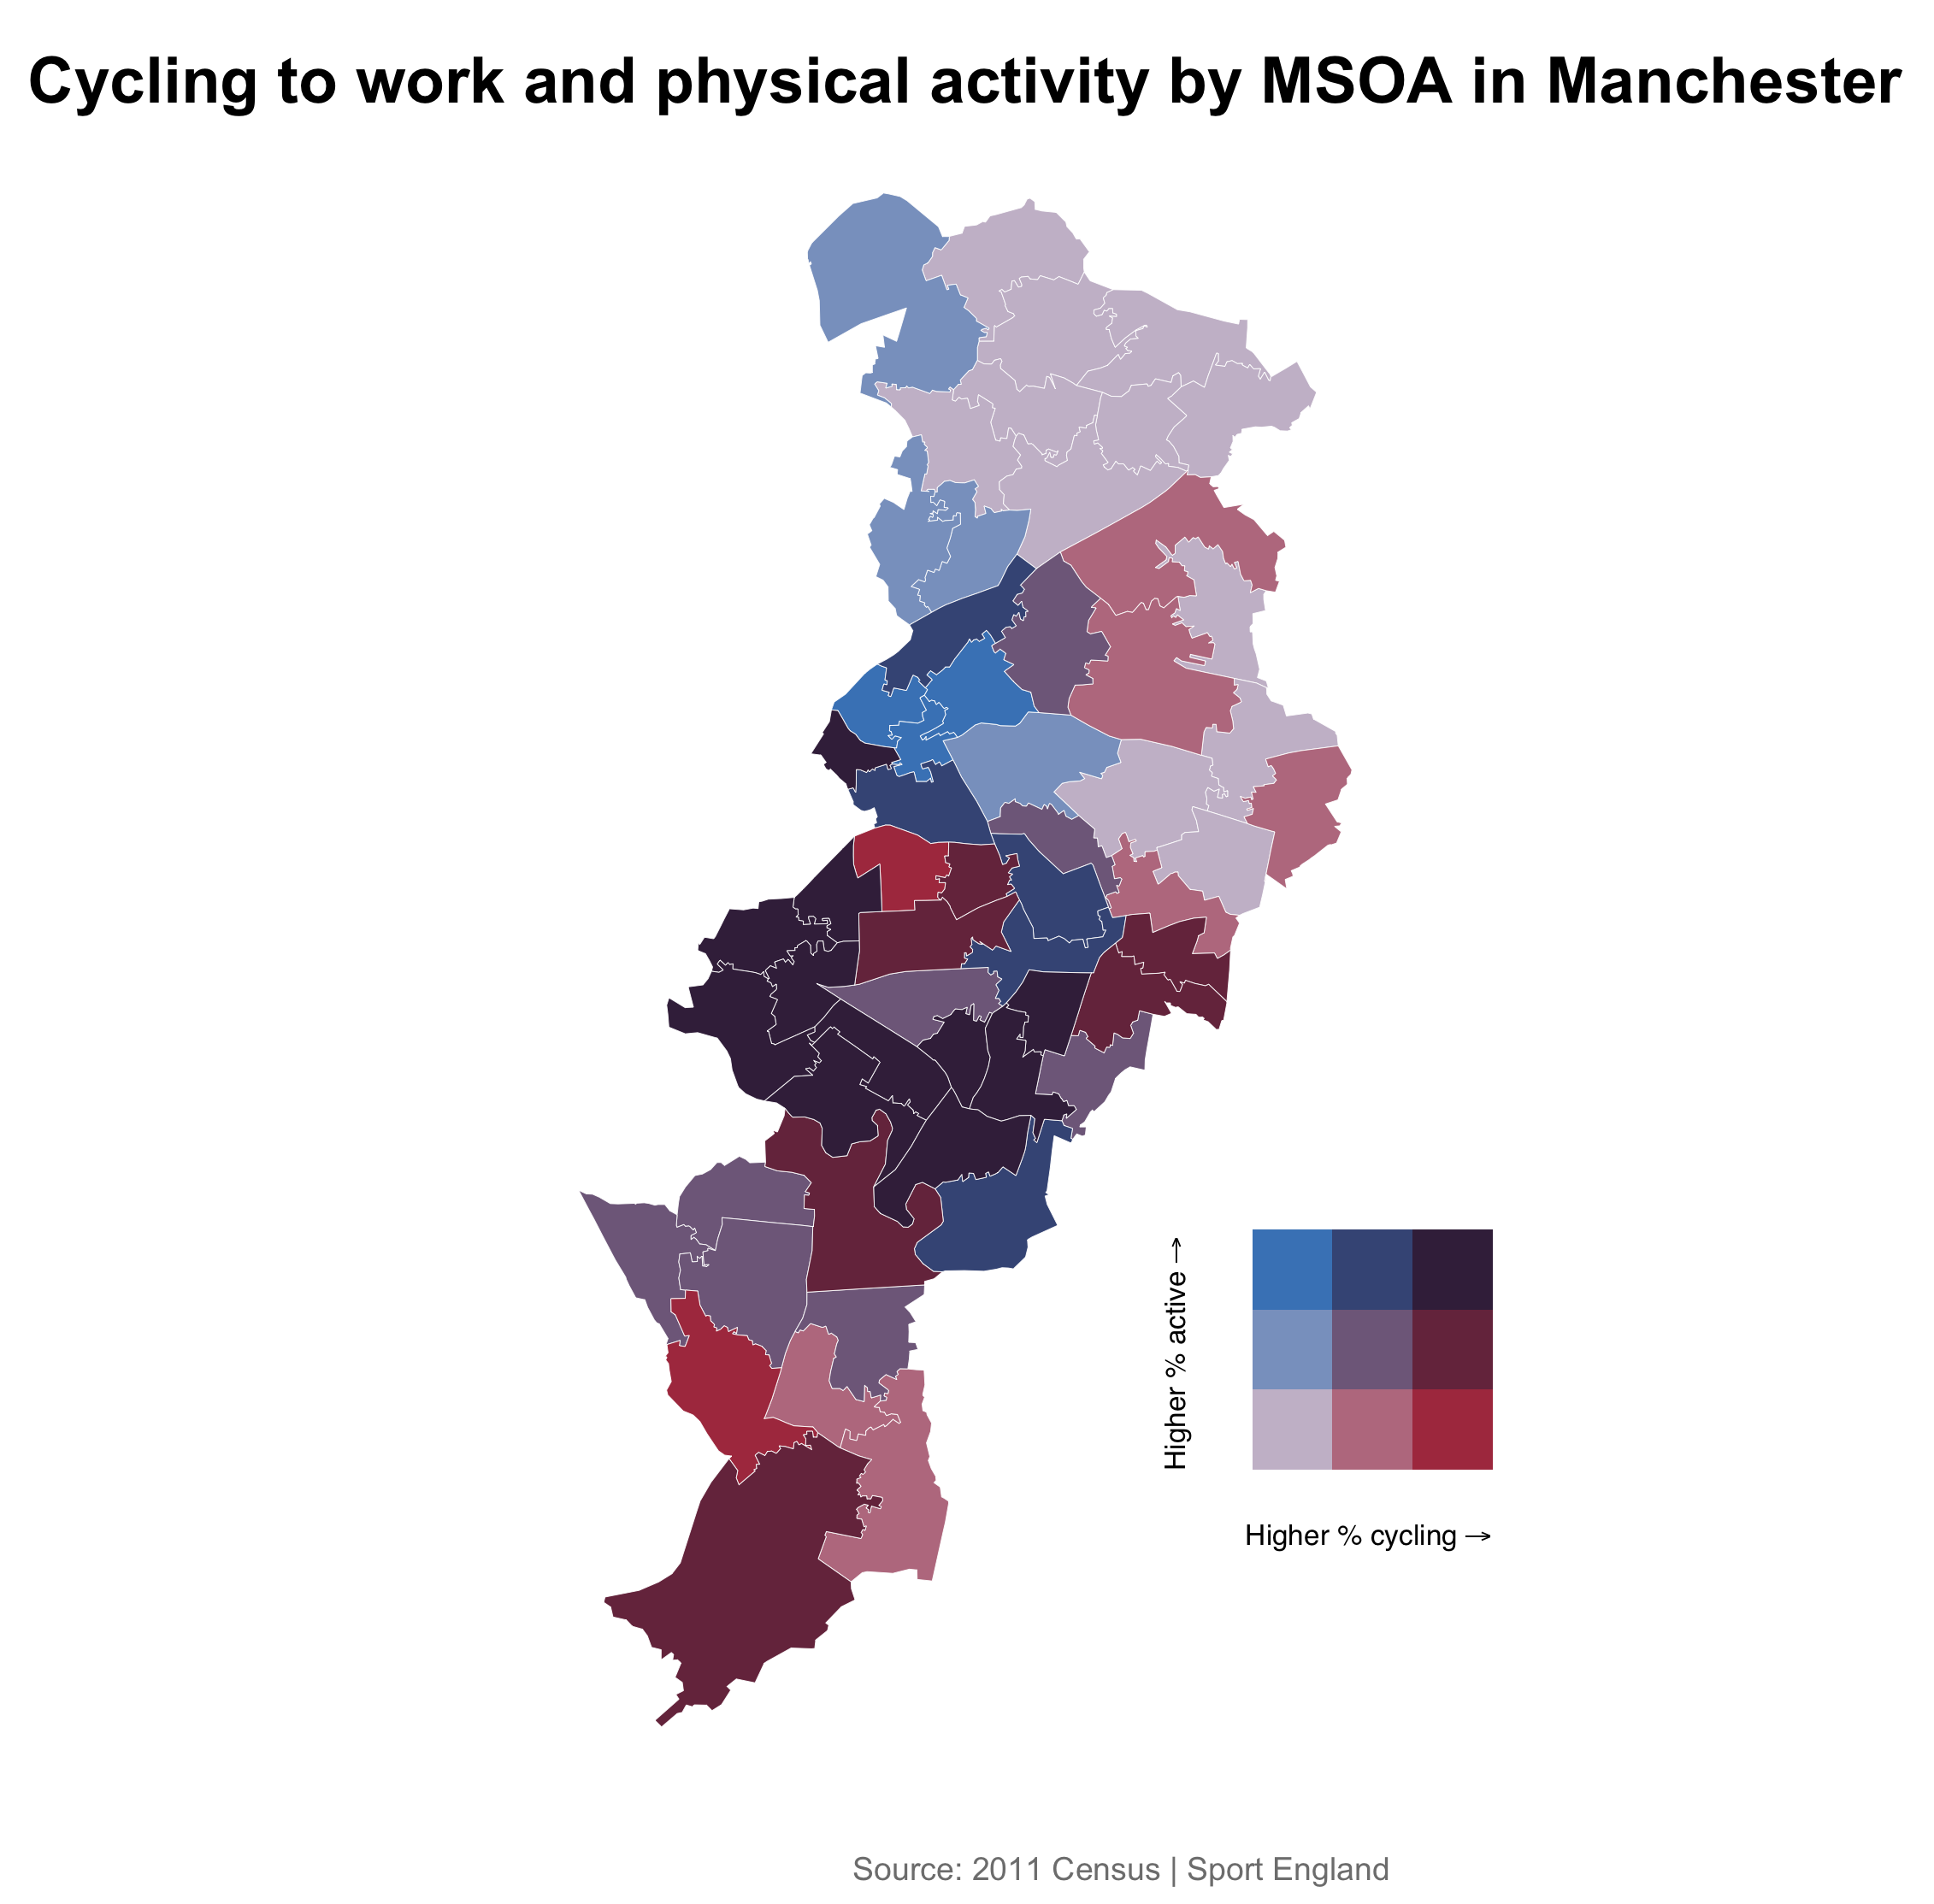 Cycling to work and physical activity by MSOA in Manchester
Higher % active →
Higher % cycling →
Source: 2011 Census | Sport England